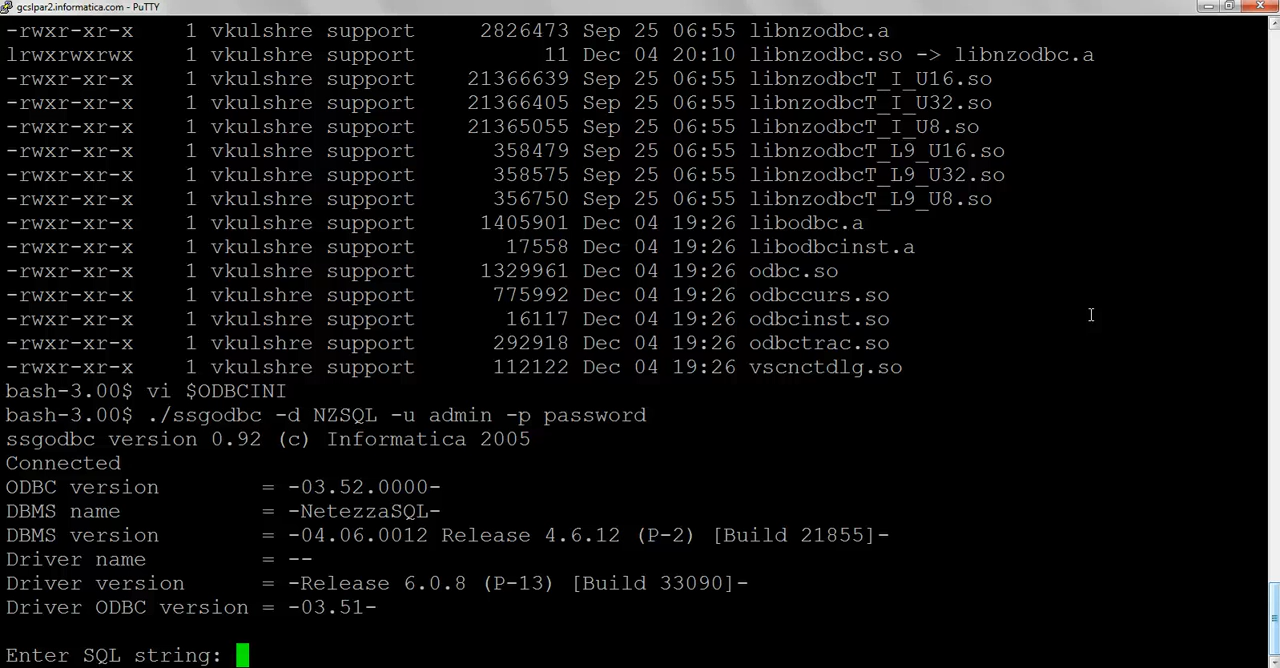 gcslpar2.informatica.com - PuTTY
-rwxr-xr-x 1 vkulshre support 2826473 Sep 25 06:55 libnzodbc.a
lrwxrwxrwx 1 vkulshre support 11 Dec 04 20:10 libnzodbc.so -> libnzodbc.a
-rwxr-xr-x 1 vkulshre support 21366639 Sep 25 06:55 libnzodbcT_I_U16.so
-rwxr-xr-x 1 vkulshre support 21366405 Sep 25 06:55 libnzodbcT_I_U32.so
-rwxr-xr-x 1 vkulshre support 21365055 Sep 25 06:55 libnzodbcT_I_U8.so
-rwxr-xr-x 1 vkulshre support 358479 Sep 25 06:55 libnzodbcT_L9_U16.so
-rwxr-xr-x 1 vkulshre support 358575 Sep 25 06:55 libnzodbcT_L9_U32.so
-rwxr-xr-x 1 vkulshre support 356750 Sep 25 06:55 libnzodbcT_L9_U8.so
-rwxr-xr-x 1 vkulshre support 1405901 Dec 04 19:26 libodbc.a
-rwxr-xr-x 1 vkulshre support 17558 Dec 04 19:26 libodbcinst.a
-rwxr-xr-x 1 vkulshre support 1329961 Dec 04 19:26 odbc.so
-rwxr-xr-x 1 vkulshre support 775992 Dec 04 19:26 odbccurs.so
-rwxr-xr-x 1 vkulshre support 16117 Dec 04 19:26 odbcinst.so
-rwxr-xr-x 1 vkulshre support 292918 Dec 04 19:26 odbctrac.so
-rwxr-xr-x 1 vkulshre support 112122 Dec 04 19:26 vscnctdlg.so
bash-3.00$ vi $ODBCINI
bash-3.00$ ./ssgodbc -d NZSQL -u admin -p password
ssgodbc version 0.92 (c) Informatica 2005
Connected
ODBC version = -03.52.0000-
DBMS name = -NetezzaSQL-
DBMS version = -04.06.0012 Release 4.6.12 (P-2) [Build 21855]-
Driver name = --
Driver version = -Release 6.0.8 (P-13) [Build 33090]-
Driver ODBC version = -03.51-
Enter SQL string: